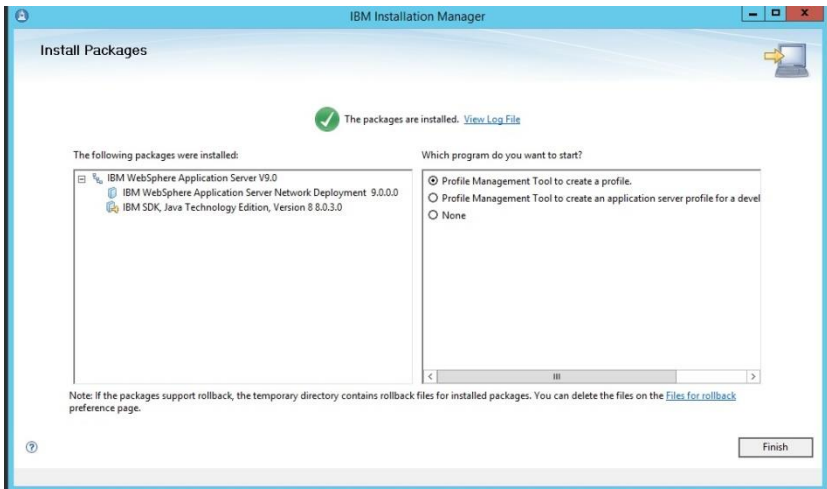 IBM Installation Manager
Install Packages
The packages are installed. View Log File
The following packages were installed:
IBM WebSphere Application Server V9.0
IBM WebSphere Application Server Network Deployment 9.0.0.0
IBM SDK, Java Technology Edition, Version 8 8.0.3.0
Which program do you want to start?
Profile Management Tool to create a profile.
Profile Management Tool to create an application server profile for a devel
None
Note: If the packages support rollback, the temporary directory contains rollback files for installed packages. You can delete the files on the Files for rollback
preference page.
Finish